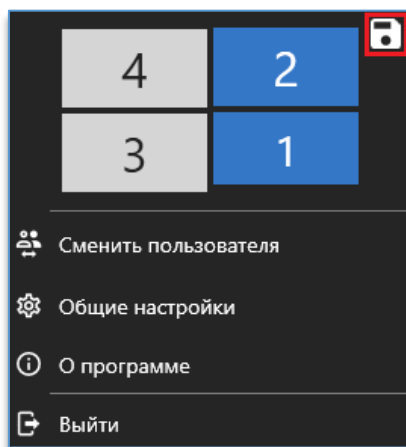 4 2
3 1
Сменить пользователя
Общие настройки
О программе
Выйти